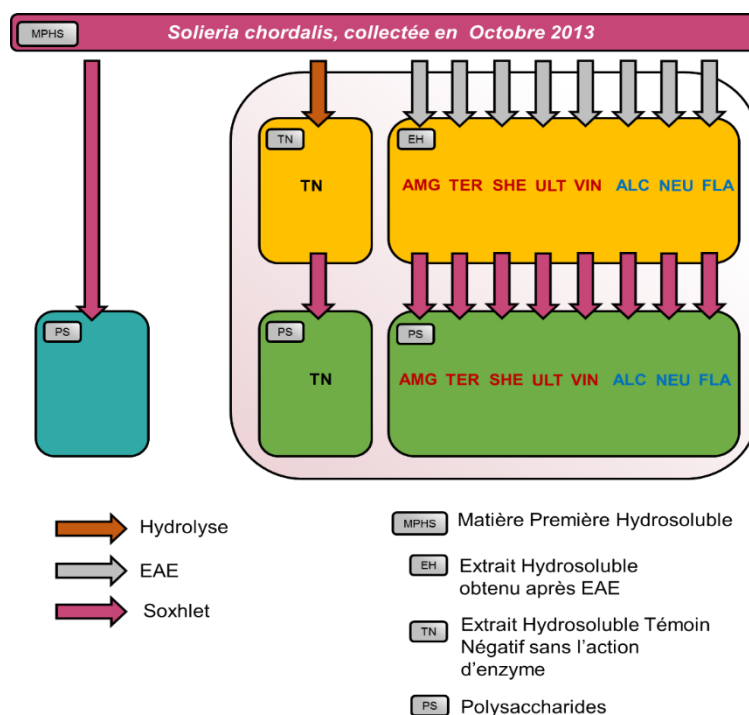 MPHS Solieria chordalis, collectée en Octobre 2013
TN EH
TN AMG TER SHE ULT VIN ALC NEU FLA
PS PS PS
TN AMG TER SHE ULT VIN ALC NEU FLA
Hydrolyse
EAE
Soxhlet
MPHS Matière Première Hydrosoluble
EH Extrait Hydrosoluble
obtenu après EAE
TN Extrait Hydrosoluble Témoin
Négatif sans l'action
d'enzyme
PS Polysaccharides